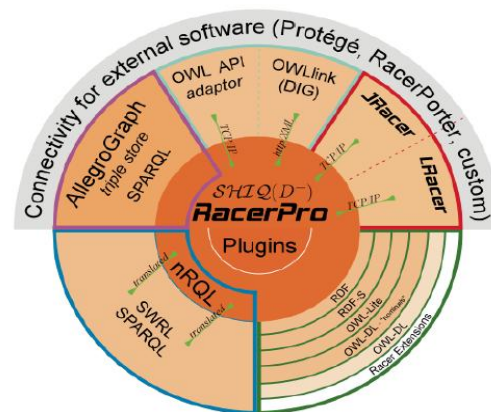 Connectivity for external software (Protégé, RacerPorter, custom)
OWL API
adaptor
OWLlink
(DIG)
AllegroGraph
triple store
SPARQL
TCP IP
http XML
TCP IP
JRacer
LRacer
TCP IP
SHIQ(D⁻)
RacerPro
Plugins
nRQL
translated
SWRL
SPARQL
translated
RDF
RDF-S
OWL-Lite
OWL-DL - "nominals"
OWL-DL
Racer Extensions